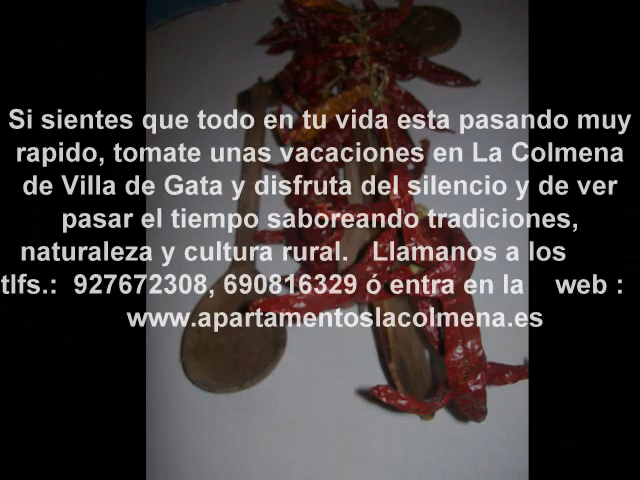 Si sientes que todo en tu vida esta pasando muy
rapido, tomate unas vacaciones en La Colmena
de Villa de Gata y disfruta del silencio y de ver
pasar el tiempo saboreando tradiciones,
naturaleza y cultura rural. Llamanos a los
tlfs.: 927672308, 690816329 ó entra en la web :
www.apartamentoslacolmena.es